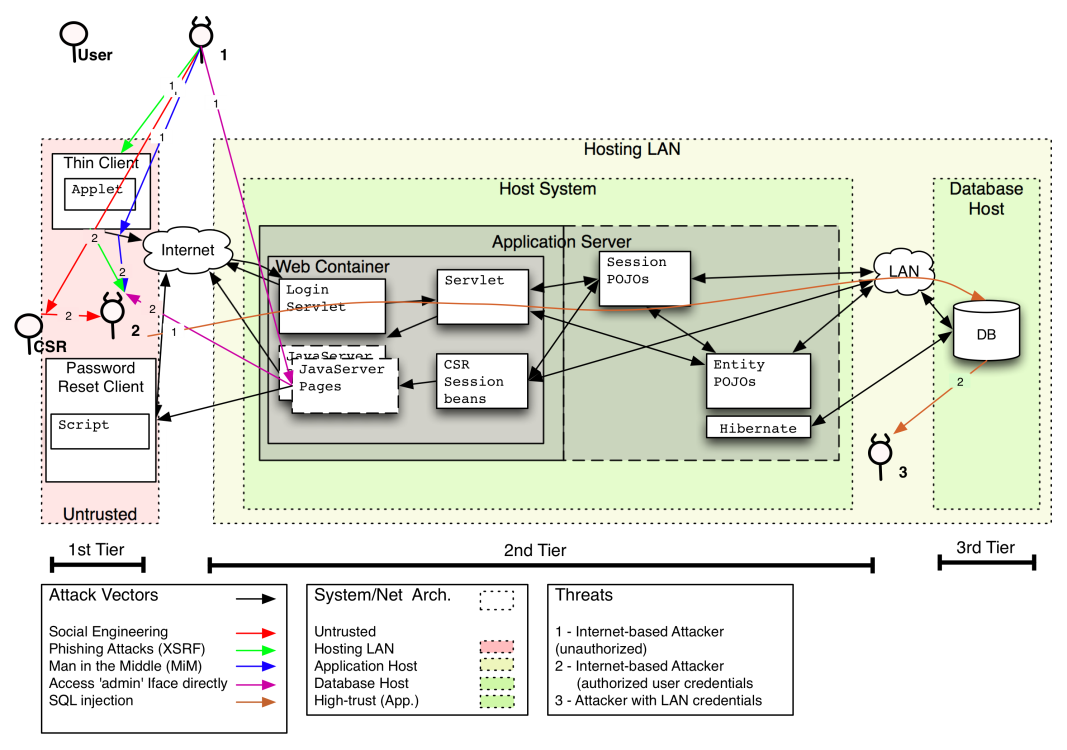 User
1
1
1
1
Hosting LAN
Thin Client
Applet
Host System
Database
Host
Application Server
Internet
Web Container
LAN
Login
Servlet
Servlet
Session
POJOs
2
2
2
1
2
CSR
2
DB
JavaServer
JavaServer
Pages
CSR
Session
beans
Entity
POJOs
Password
Reset Client
Script
Hibernate
2
3
Untrusted
1st Tier
2nd Tier
3rd Tier
Attack Vectors
Social Engineering
Phishing Attacks (XSRF)
Man in the Middle (MiM)
Access 'admin' Iface directly
SQL injection
System/Net Arch.
Untrusted
Hosting LAN
Application Host
Database Host
High-trust (App.)
Threats
1 - Internet-based Attacker
(unauthorized)
2 - Internet-based Attacker
(authorized user credentials
3 - Attacker with LAN credentials